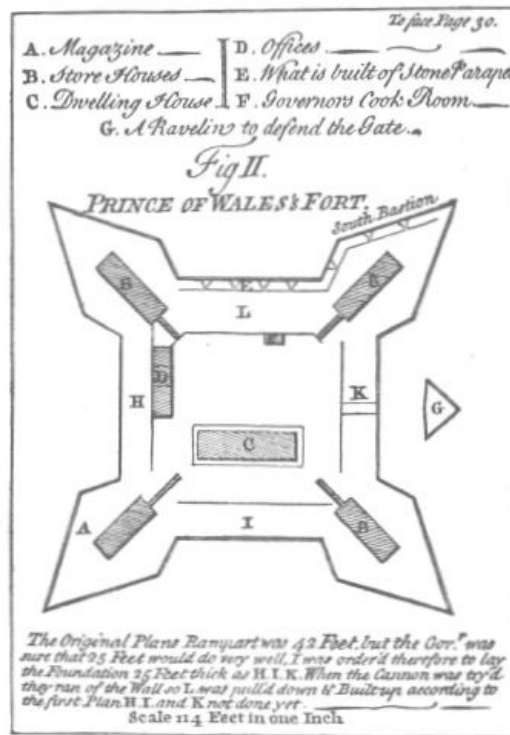 To face Page 30.
A. Magazine
B. Store Houses
C. Dwelling House
D. Offices
E. What is built of Stone Parape
F. Governors Cook Room
G. A Ravelin to defend the Gate.
Fig II.
PRINCE OF WALES'S FORT.
South Bastion
B
E
L
D
H
K
G
C
A
I
B
The Original Plans Rampart was 42 Feet, but the Gov.r was
sure that 25 Feet would do very well, I was order'd therefore to lay
the Foundation 25 Feet thick as H.I.K. When the Cannon was try'd
they ran of the Wall so L was pull'd down & Built up according to
the first Plan H.I. and K not done yet.
Scale 114 Feet in one Inch